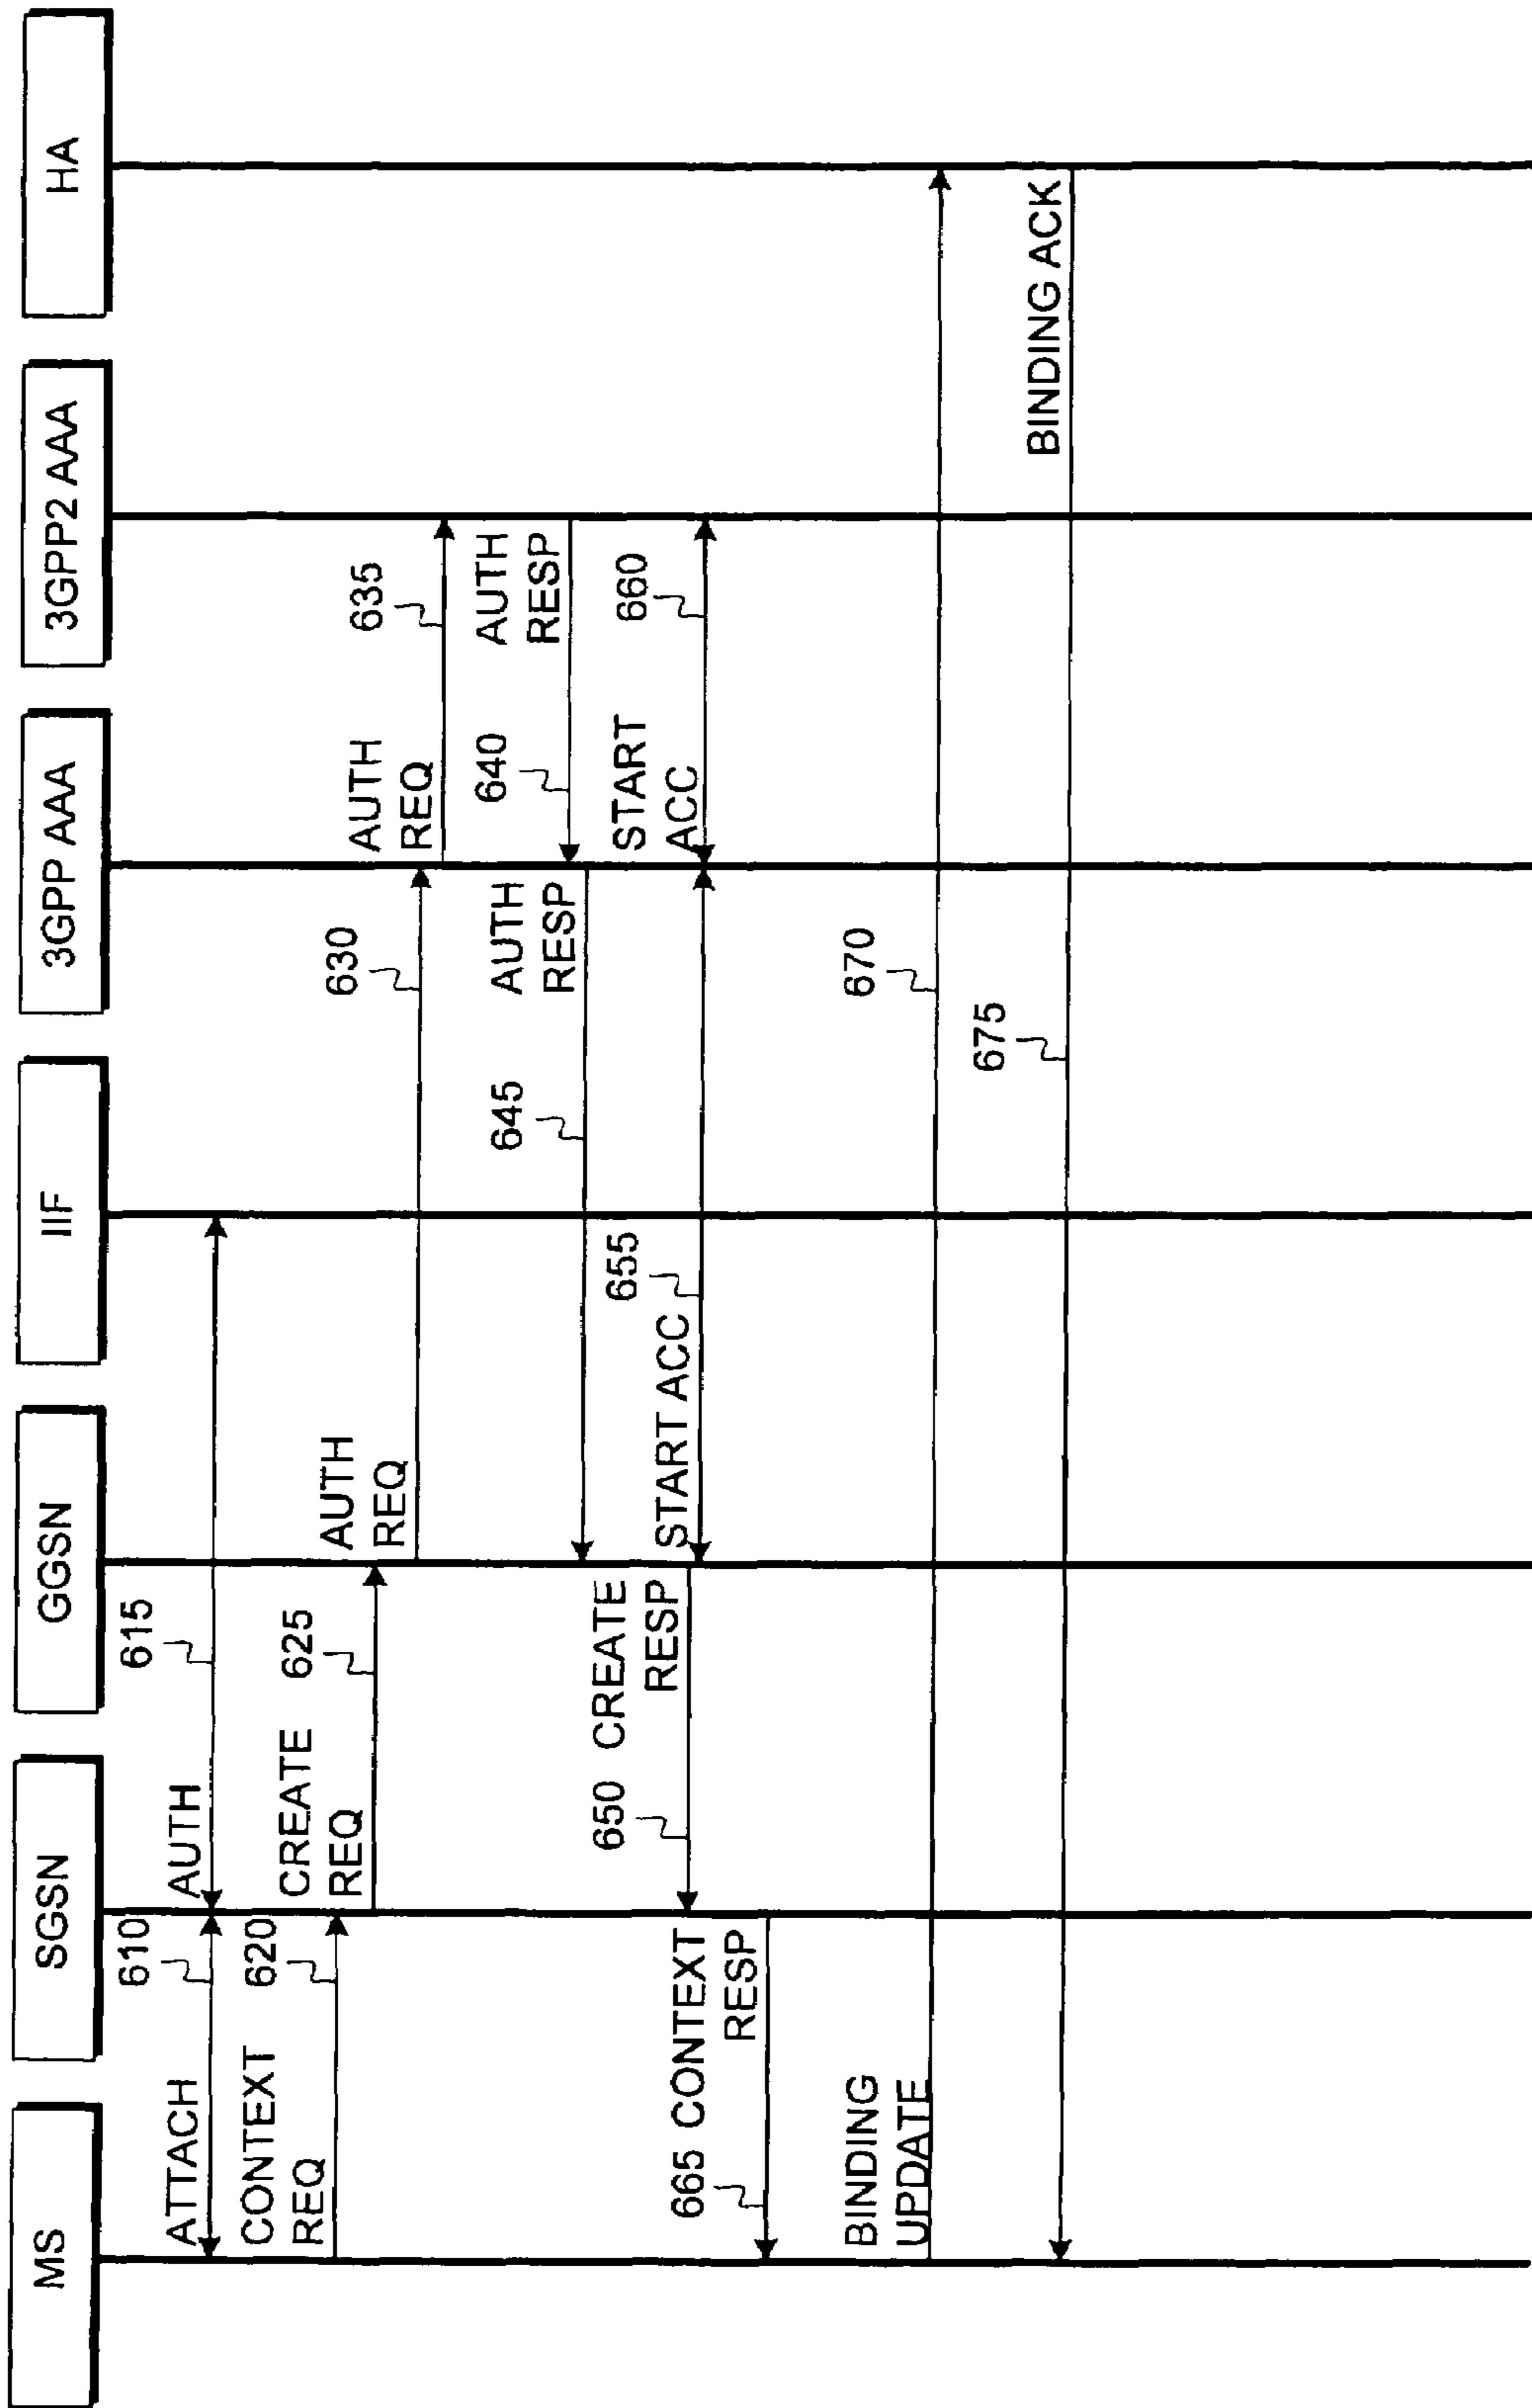 MS
SGSN
GGSN
IIF
3GPP AAA
3GPP2 AAA
HA
ATTACH
610
AUTH
615
CONTEXT
REQ
620
CREATE
REQ
625
AUTH
REQ
630
AUTH
REQ
635
640
AUTH
RESP
645
AUTH
RESP
650 CREATE
RESP
START ACC
655
START
ACC
660
665 CONTEXT
RESP
BINDING
UPDATE
670
675
BINDING ACK